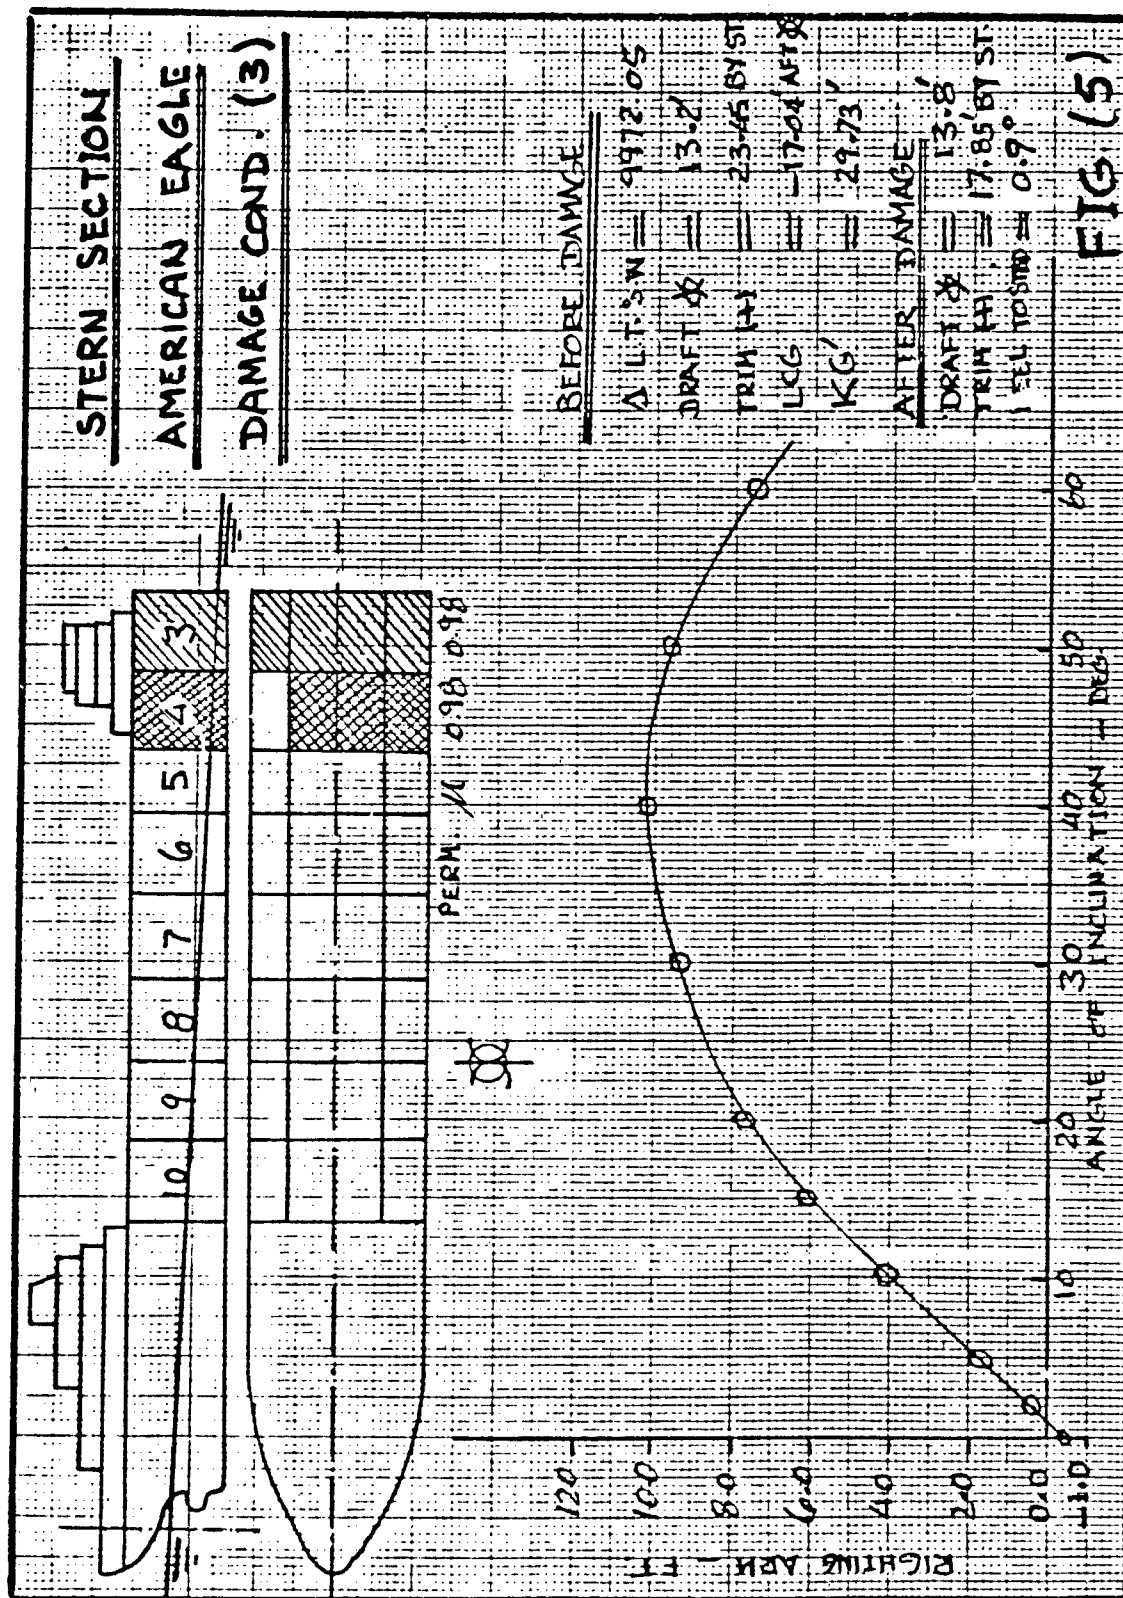 STERN SECTION
AMERICAN EAGLE
DAMAGE COND. (3)
10 9 8 7 6 5 4 3
PERM. μ 0.98 0.98
BEFORE DAMAGE
Δ L.T. S.W = 9972.05
DRAFT = 13.2'
TRIM (+) = 23.45 BY ST
LCG = -17.04' AFT
KG' = 29.73'
AFTER DAMAGE
DRAFT = 13.8'
TRIM (+) = 17.85' BY ST.
HEEL TO STBD = 0.9°
RIGHTING ARM - FT
12.0
10.0
8.0
6.0
4.0
2.0
0.0
-1.0
10 20 30 40 50 60
ANGLE OF INCLINATION - DEG.
FIG. (5)